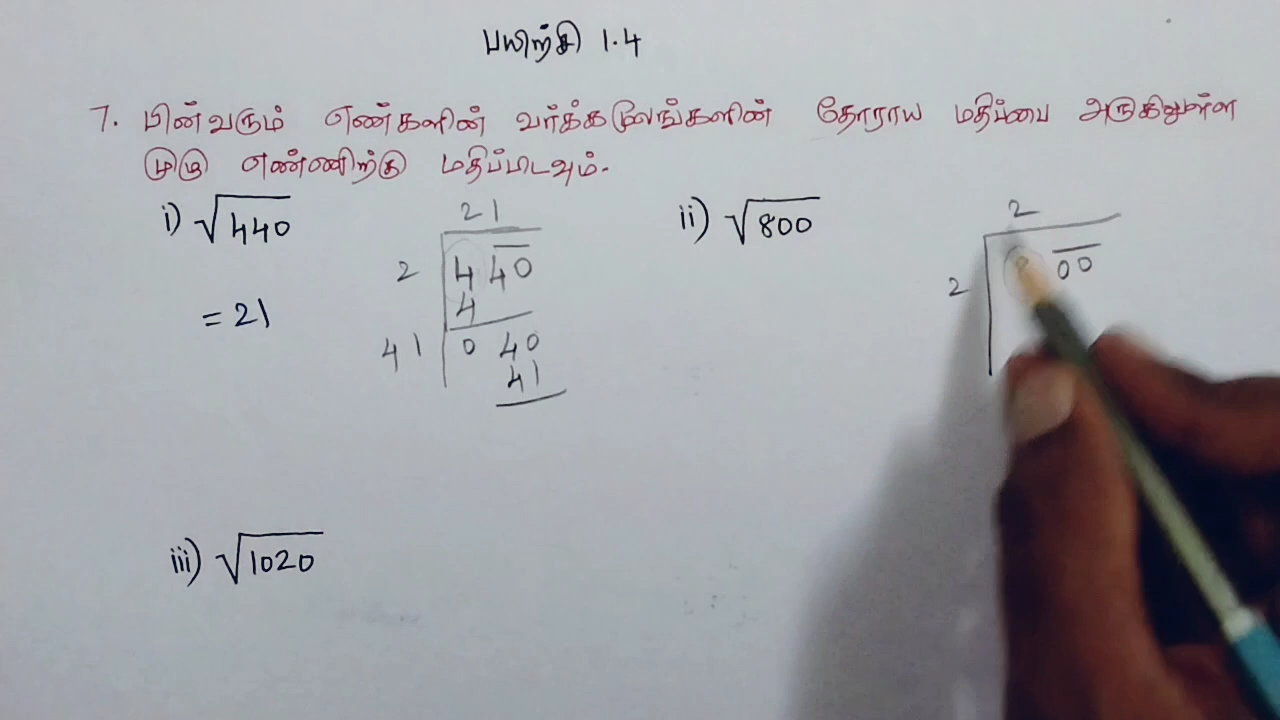 பயிற்சி 1.4
7. பின்வரும் எண்களின் வர்க்கமூலங்களின் தோராய மதிப்பை அருகிலுள்ள
முழு எண்ணிற்கு மதிப்பிடவும்.
i) √440
= 21
21
2 4 40
4
41 0 40
41
ii) √800
2
2 00
iii) √1020